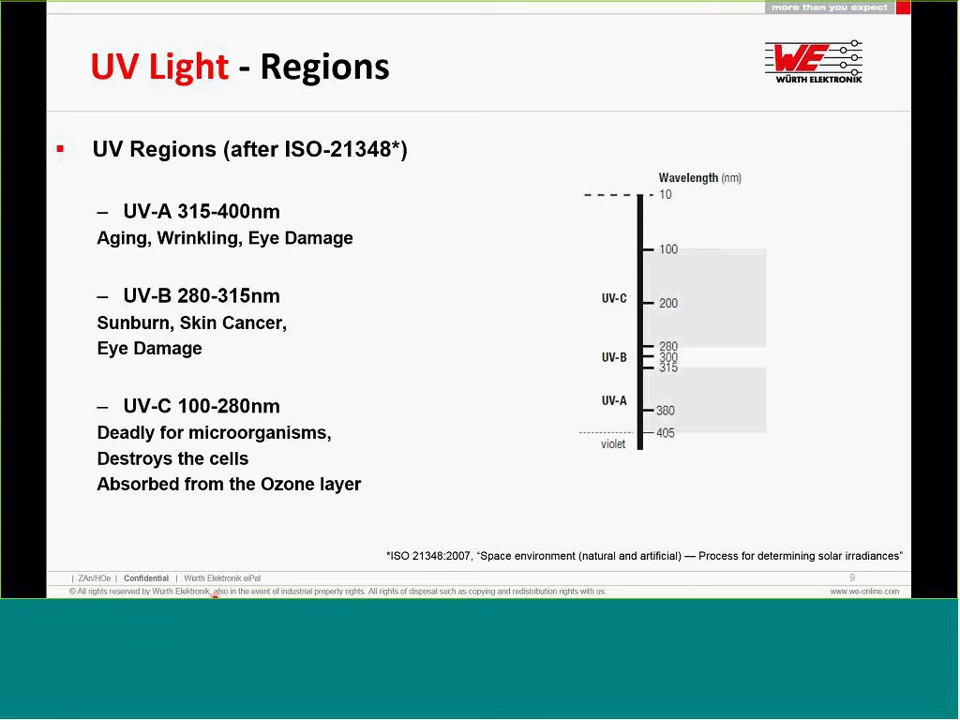 more than you expect
UV Light - Regions
WE
WÜRTH ELEKTRONIK
▪ UV Regions (after ISO-21348*)
– UV-A 315-400nm
Aging, Wrinkling, Eye Damage
– UV-B 280-315nm
Sunburn, Skin Cancer,
Eye Damage
– UV-C 100-280nm
Deadly for microorganisms,
Destroys the cells
Absorbed from the Ozone layer
Wavelength (nm)
10
100
UV-C
200
280
UV-B
300
315
UV-A
380
405
violet
*ISO 21348:2007, “Space environment (natural and artificial) — Process for determining solar irradiances”
| ZAn/HOe | Confidential | Würth Elektronik eiPal
9
© All rights reserved by Würth Elektronik, also in the event of industrial property rights. All rights of disposal such as copying and redistribution rights with us.
www.we-online.com